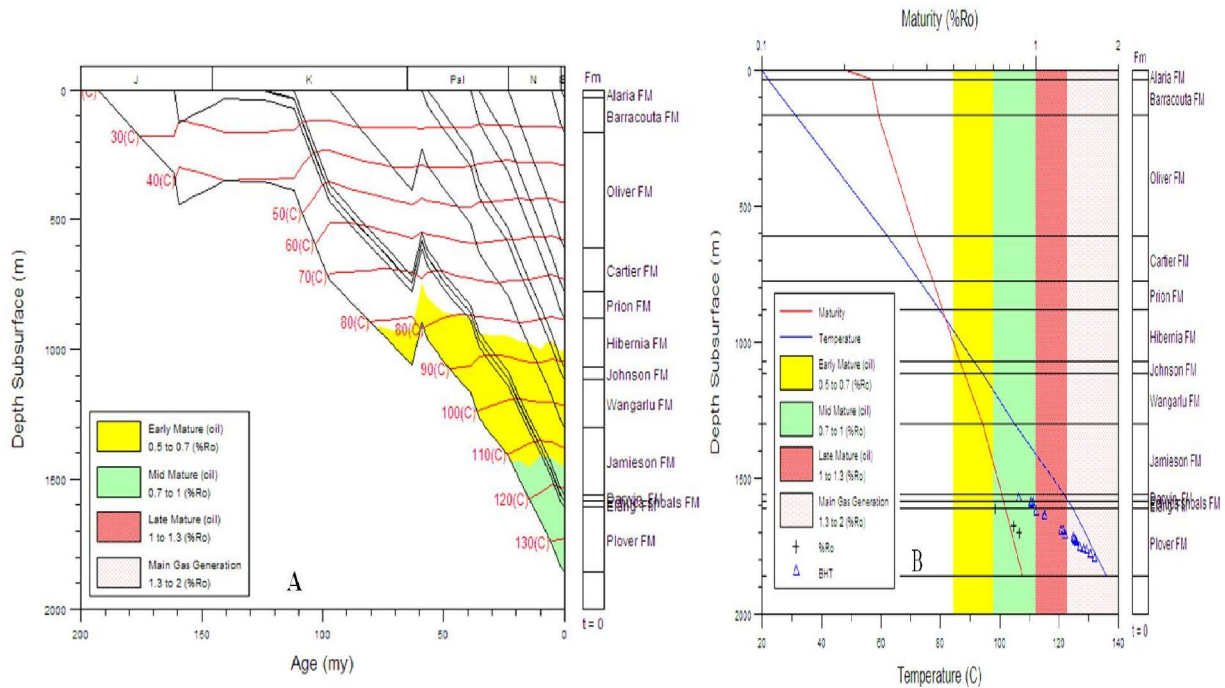 J K Pal N
Fm
0
500
1000
1500
2000
Depth Subsurface (m)
30(C)
40(C)
50(C)
60(C)
70(C)
80(C)
80(C)
90(C)
100(C)
110(C)
120(C)
130(C)
Alaria FM
Barracouta FM
Oliver FM
Cartier FM
Prion FM
Hibernia FM
Johnson FM
Wangarlu FM
Jamieson FM
Plover FM
t = 0
Early Mature (oil)
0.5 to 0.7 (%Ro)
Mid Mature (oil)
0.7 to 1 (%Ro)
Late Mature (oil)
1 to 1.3 (%Ro)
Main Gas Generation
1.3 to 2 (%Ro)
A
200 150 100 50 0
Age (my)
Maturity (%Ro)
0.1 1 2
Fm
0
500
1000
1500
2000
Depth Subsurface (m)
Alaria FM
Barracouta FM
Oliver FM
Cartier FM
Prion FM
Hibernia FM
Johnson FM
Wangarlu FM
Jamieson FM
Plover FM
t = 0
Maturity
Temperature
Early Mature (oil)
0.5 to 0.7 (%Ro)
Mid Mature (oil)
0.7 to 1 (%Ro)
Late Mature (oil)
1 to 1.3 (%Ro)
Main Gas Generation
1.3 to 2 (%Ro)
%Ro
BHT
B
20 40 60 80 100 120 140
Temperature (C)